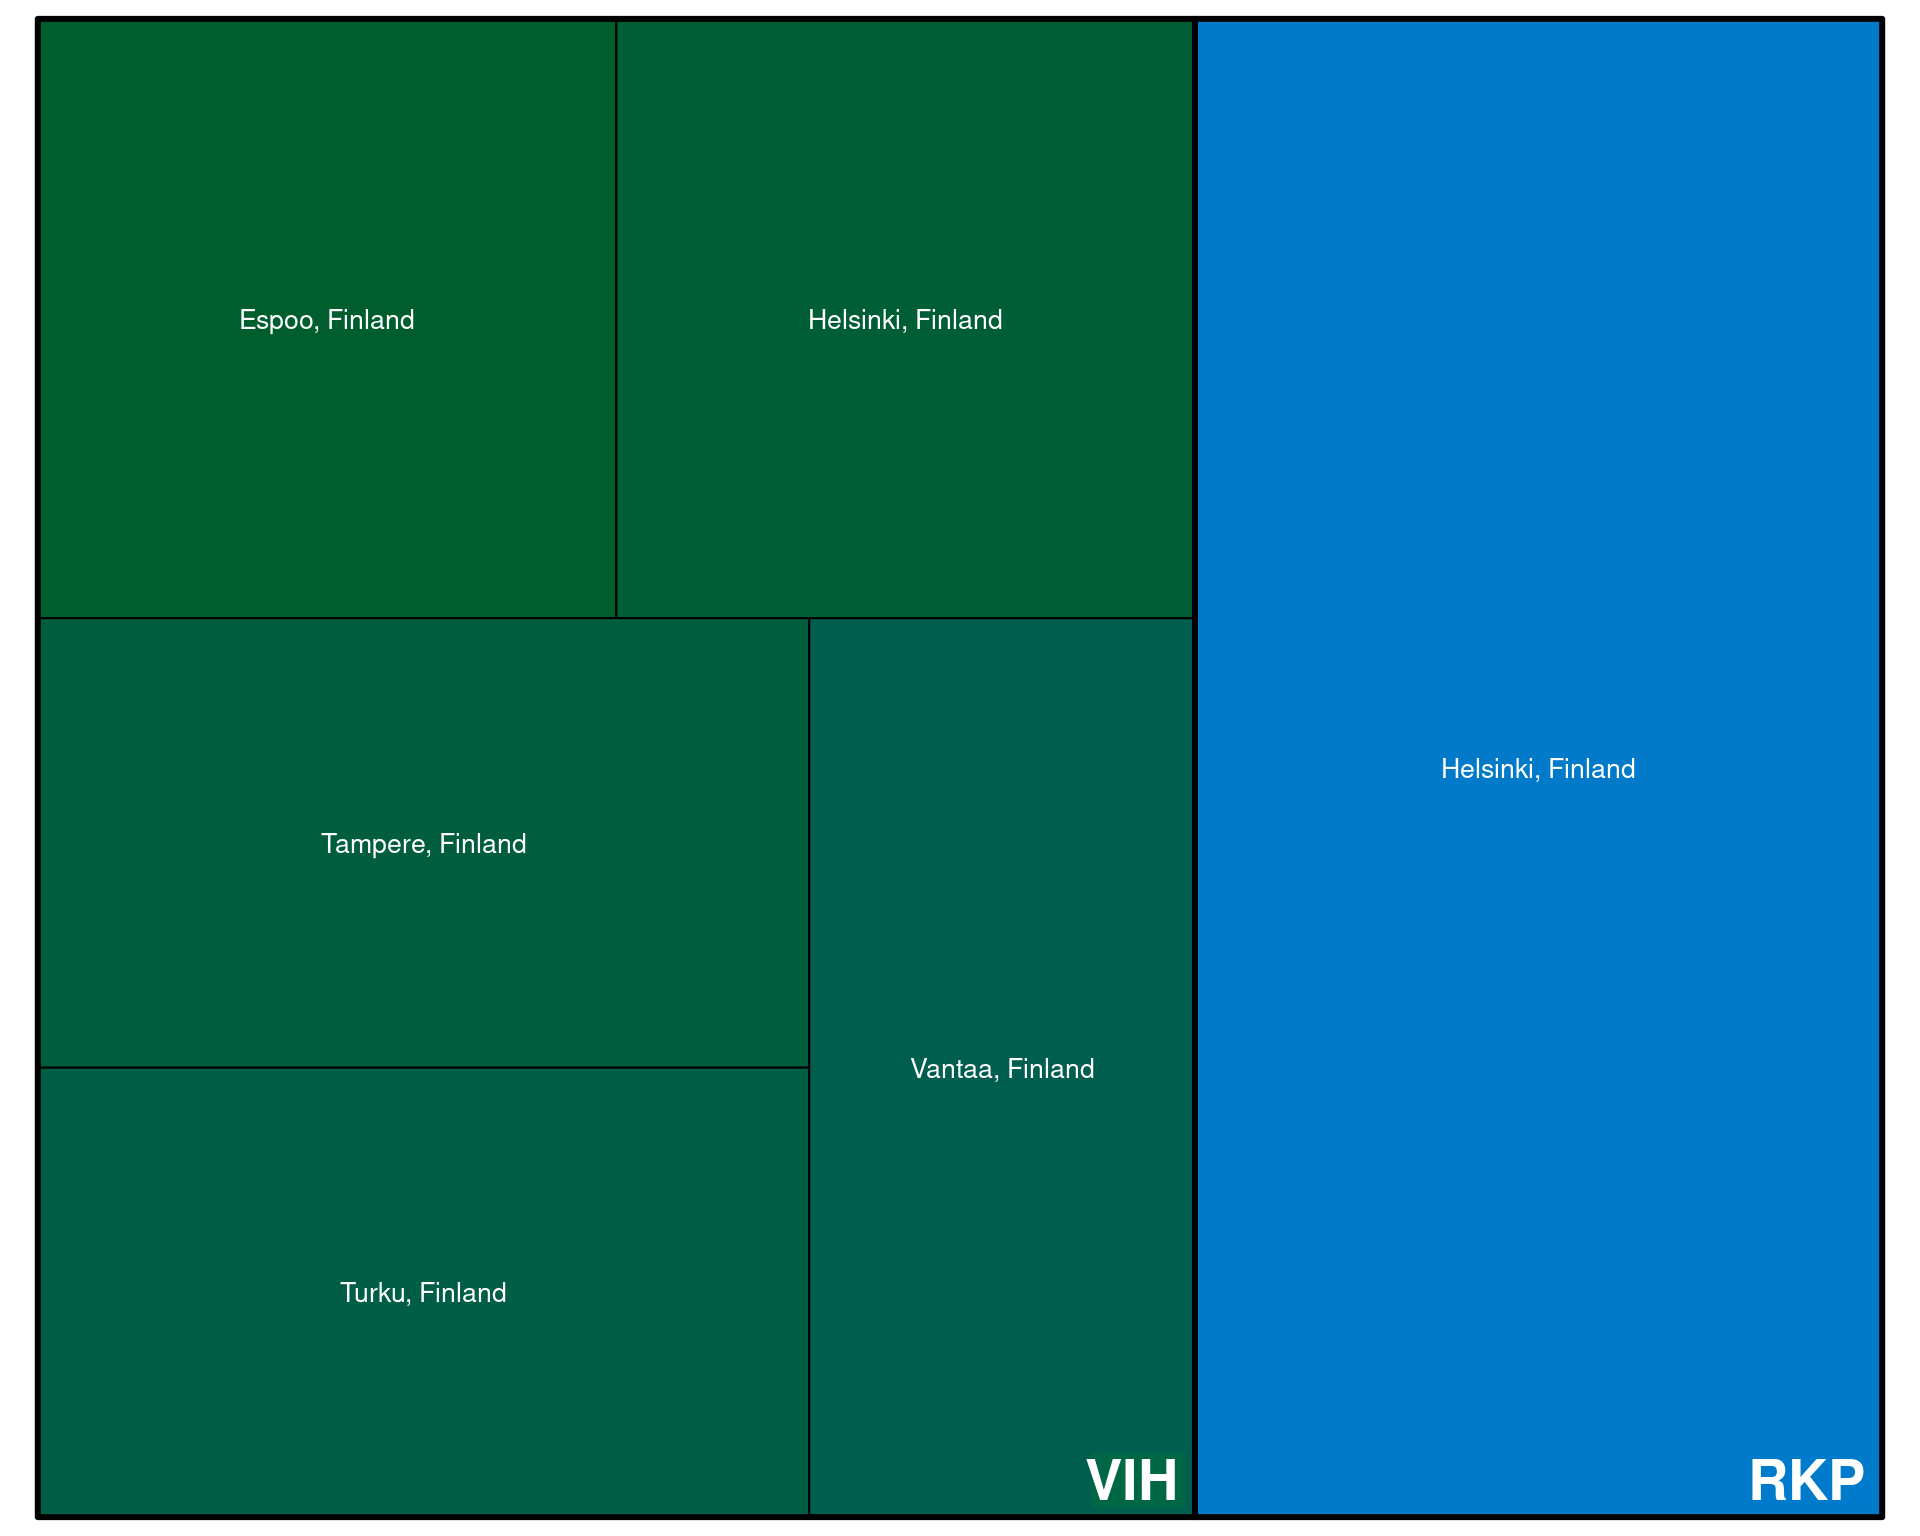 Espoo, Finland
Helsinki, Finland
Tampere, Finland
Turku, Finland
Vantaa, Finland
VIH
Helsinki, Finland
RKP